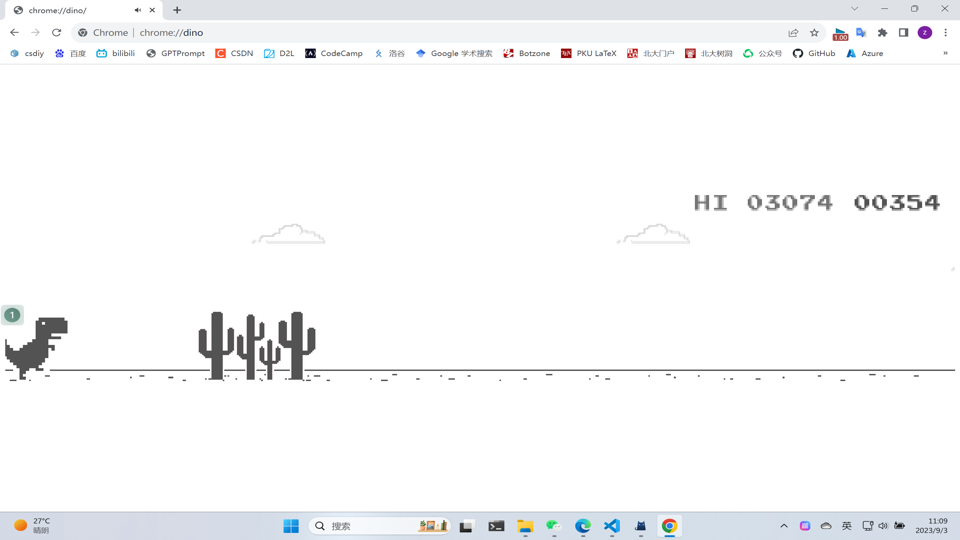 chrome://dino/
Chrome | chrome://dino
1.00
z
csdiy 百度 bilibili GPTPrompt CSDN D2L CodeCamp 洛谷 Google 学术搜索 Botzone PKU LaTeX 北大门户 北大树洞 公众号 GitHub Azure »
HI 03074 00354
1
27°C
晴朗
搜索
英
11:09
2023/9/3